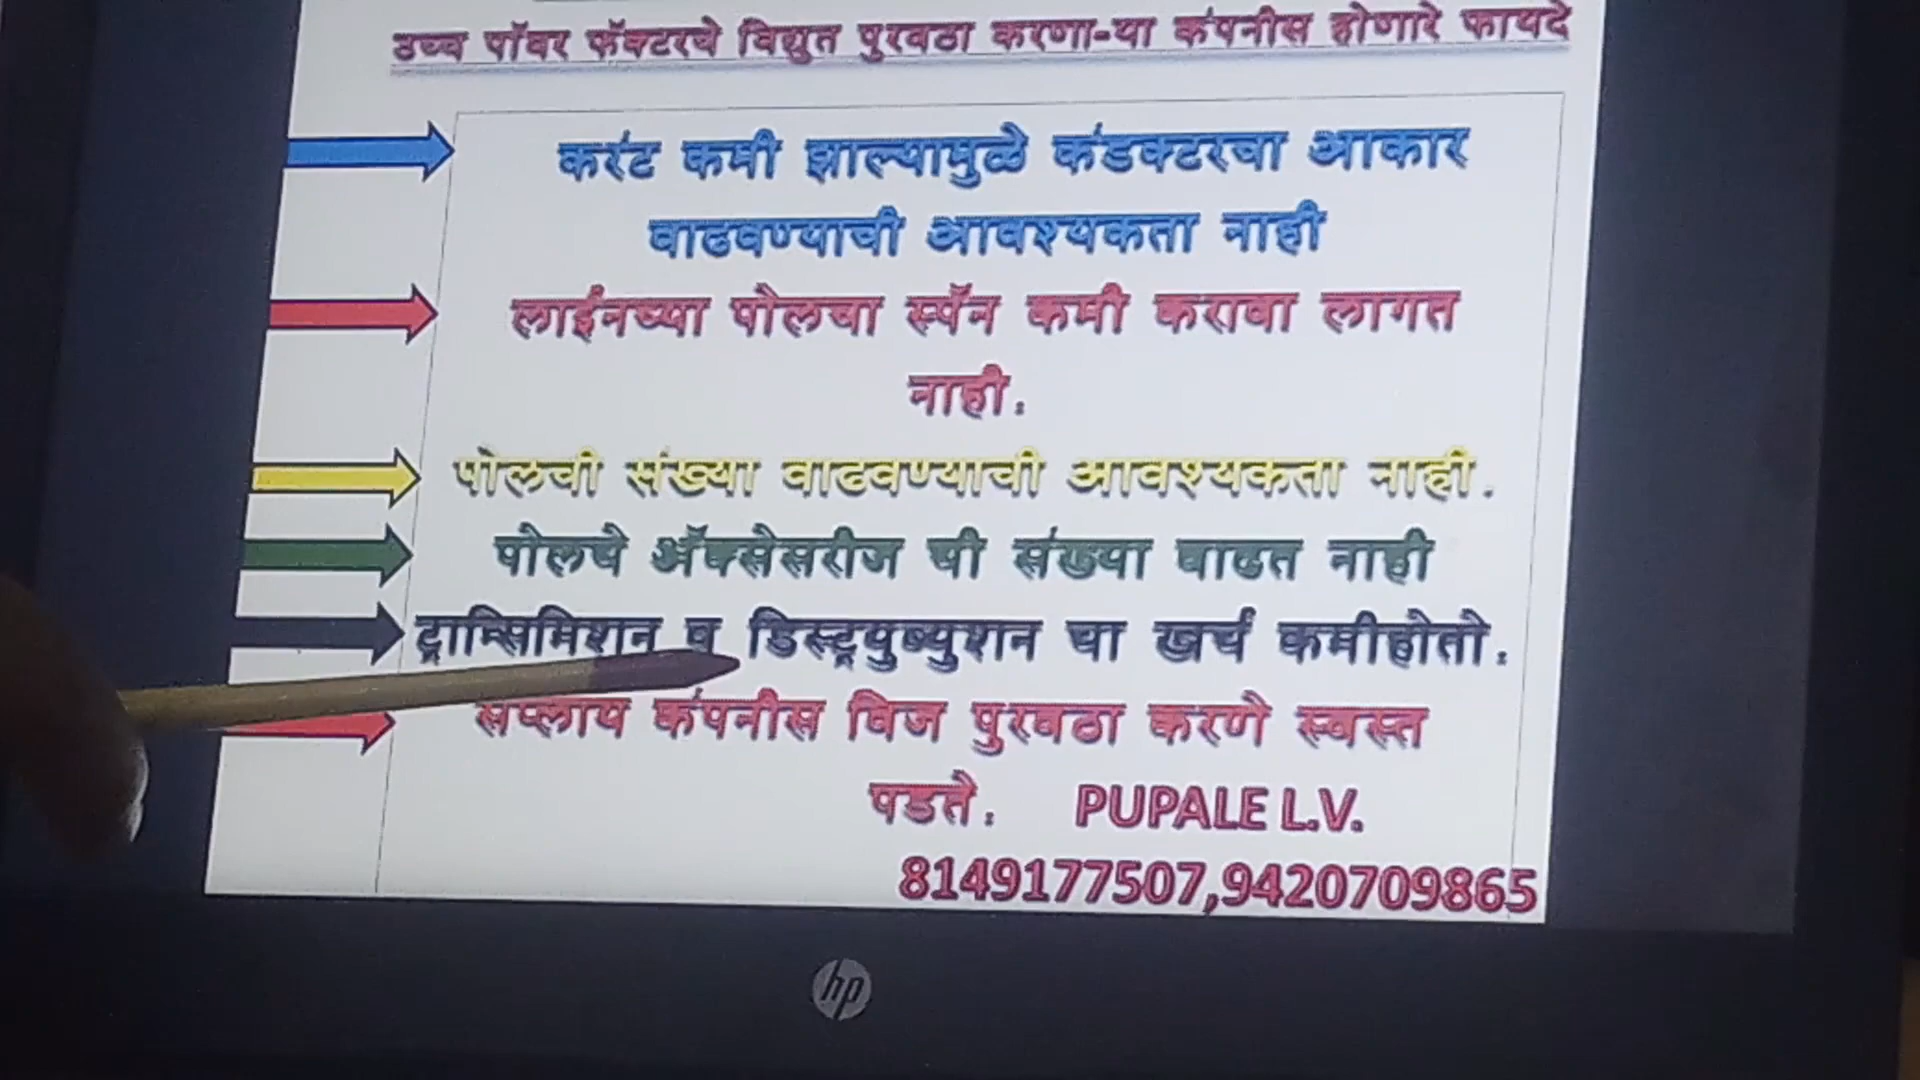 उच्च पॉवर फॅक्टरचे विद्युत पुरवठा करणा-या कंपनीस होणारे फायदे
करंट कमी झाल्यामुळे कंडक्टरचा आकार
वाढवण्याची आवश्यकता नाही
लाईनच्या पोलचा स्पॅन कमी करावा लागत
नाही.
पोलची संख्या वाढवण्याची आवश्यकता नाही.
पोलचे ॲक्सेसरीज ची संख्या वाढत नाही
ट्रान्सिमिशन व डिस्ट्रयुब्युशन चा खर्च कमीहोतो.
सप्लाय कंपनीस विज पुरवठा करणे स्वस्त
पडते. PUPALE L.V.
8149177507,9420709865
hp